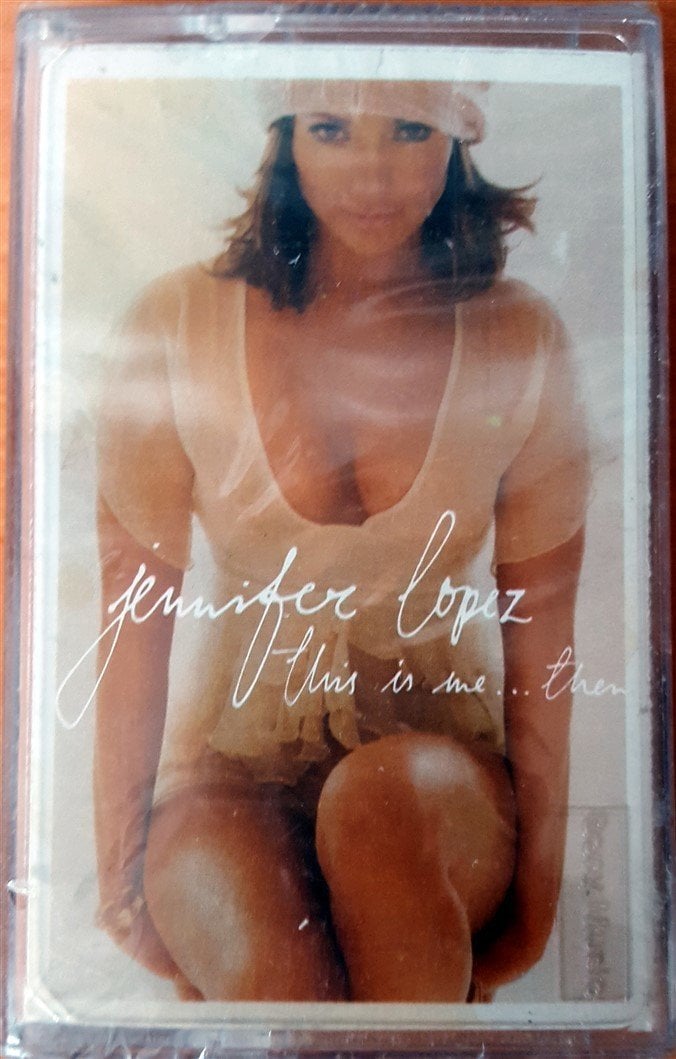 jennifer lopez
this is me... then